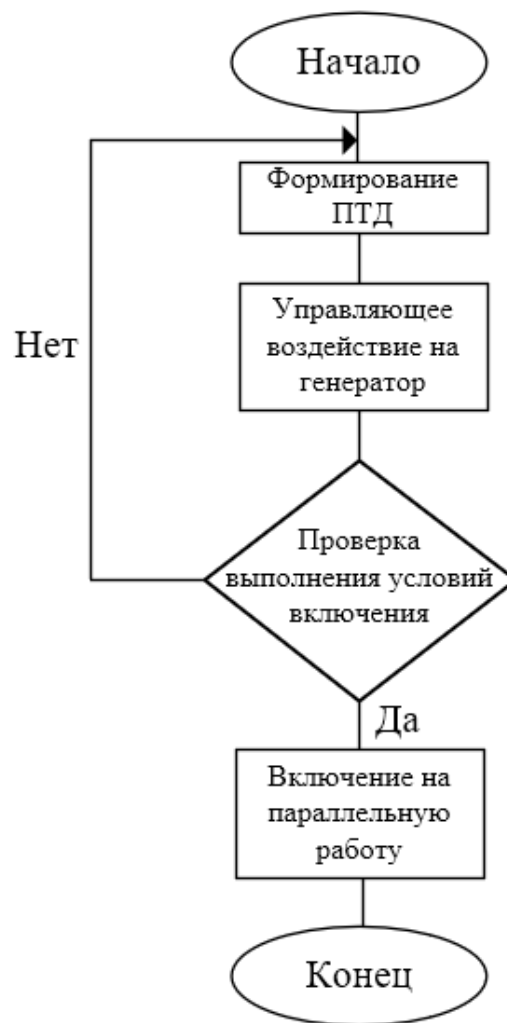 Начало
Формирование
ПТД
Управляющее
воздействие на
генератор
Нет
Проверка
выполнения условий
включения
Да
Включение на
параллельную
работу
Конец